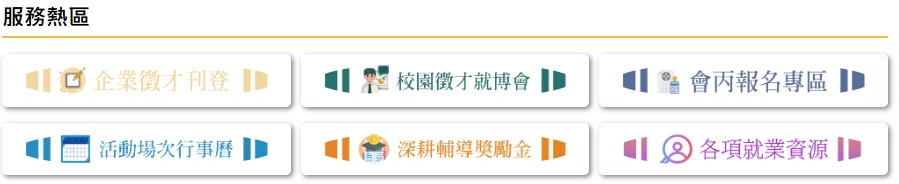 服務熱區
企業徵才刊登
校園徵才就博會
會丙報名專區
活動場次行事曆
深耕輔導獎勵金
各項就業資源